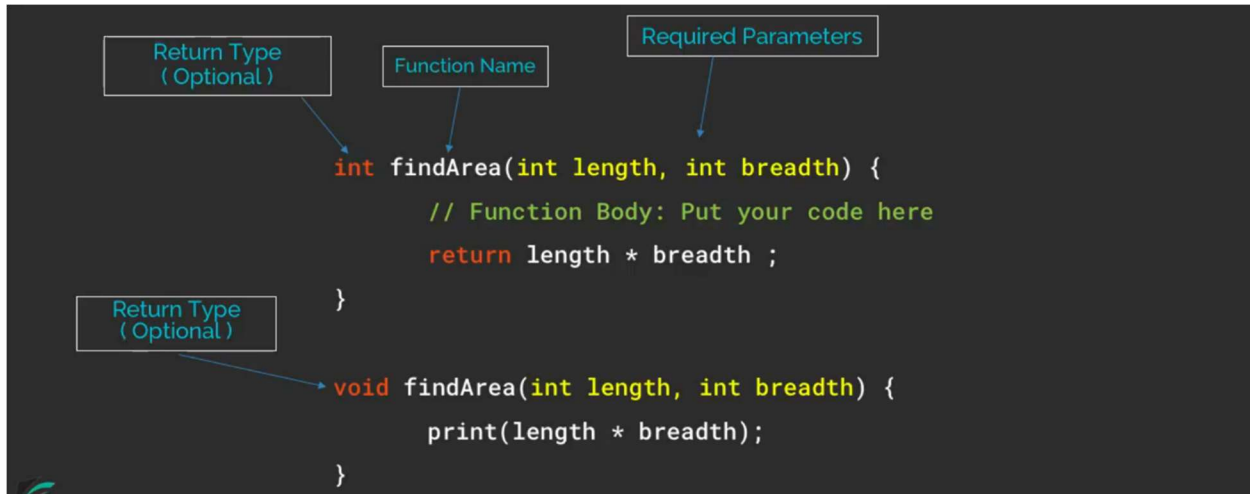 Return Type
( Optional )
Function Name
Required Parameters
int findArea(int length, int breadth) {
// Function Body: Put your code here
return length * breadth ;
}
Return Type
( Optional )
void findArea(int length, int breadth) {
print(length * breadth);
}